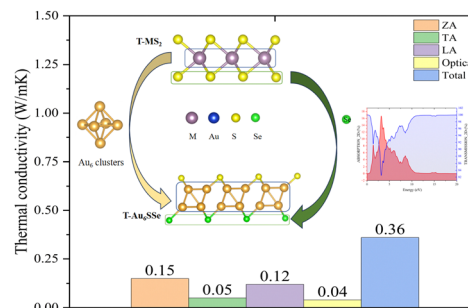 1.50
1.25
1.00
0.75
0.50
0.25
0.00
Thermal conductivity (W/mK)
T-MS2
ZA
TA
LA
Optical
Total
M Au S Se
Au6 clusters
Se
T-Au6SSe
Energy (eV)
0.15
0.05
0.12
0.04
0.36